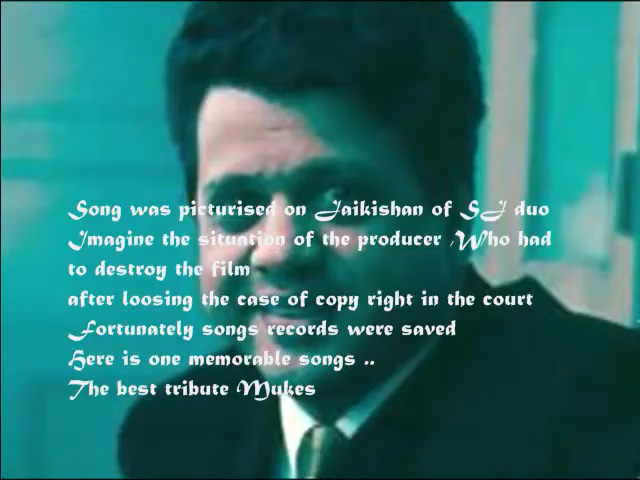 Song was picturised on Jaikishan of SJ duo
Imagine the situation of the producer ,Who had
to destroy the film
after loosing the case of copy right in the court
Fortunately songs records were saved
Here is one memorable songs ..
The best tribute Mukes